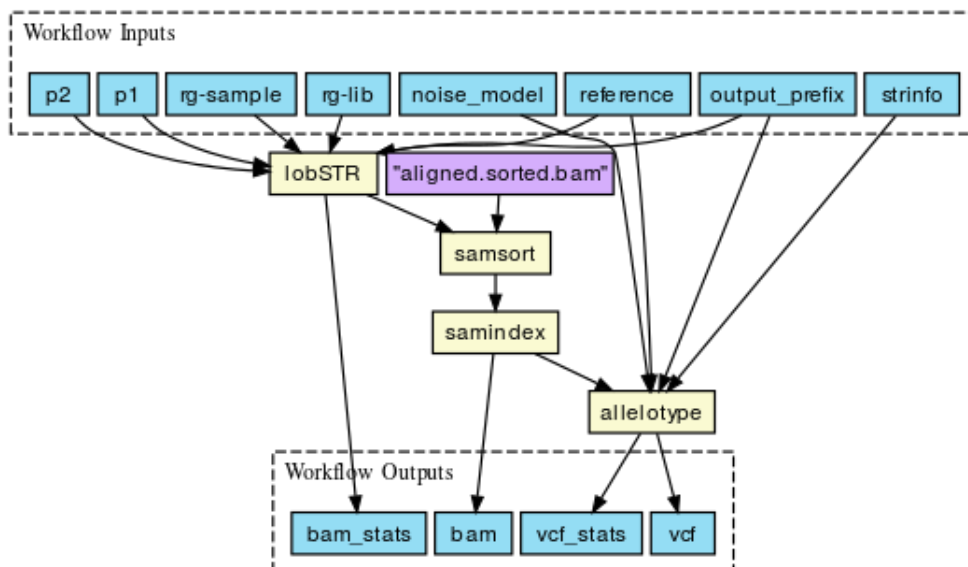 Workflow Inputs
p2
p1
rg-sample
rg-lib
noise_model
reference
output_prefix
strinfo
lobSTR
"aligned.sorted.bam"
samsort
samindex
allelotype
Workflow Outputs
bam_stats
bam
vcf_stats
vcf